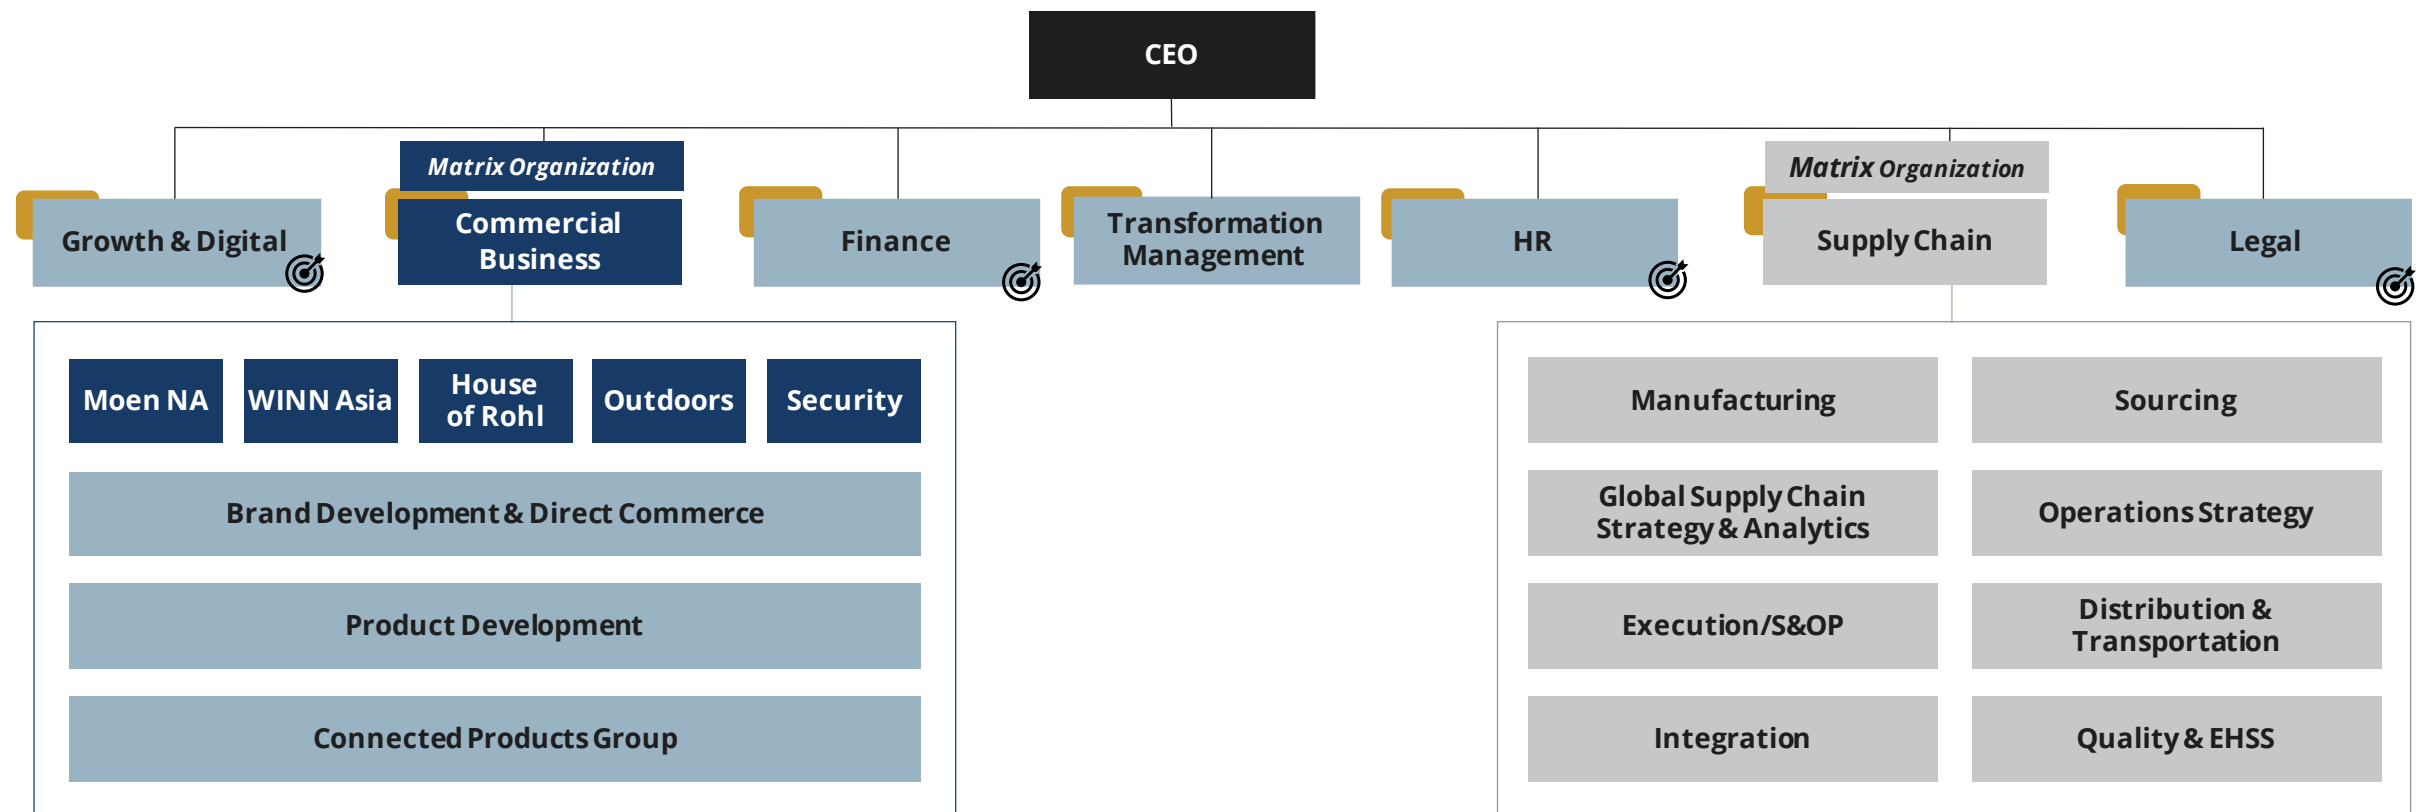 CEO
Matrix Organization
Matrix Organization
Growth & Digital
Commercial
Business
Finance
Transformation
Management
HR
Supply Chain
Legal
Moen NA
WINN Asia
House
of Rohl
Outdoors
Security
Brand Development & Direct Commerce
Product Development
Connected Products Group
Manufacturing
Sourcing
Global Supply Chain
Strategy & Analytics
Operations Strategy
Execution/S&OP
Distribution &
Transportation
Integration
Quality & EHSS